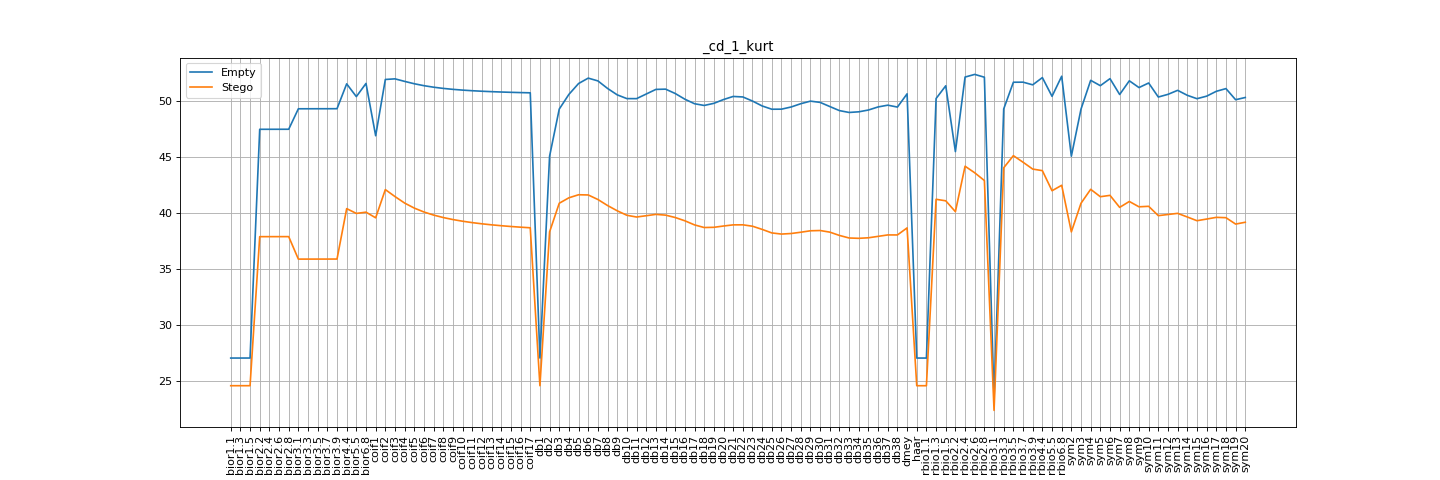 _cd_1_kurt
Empty
Stego
50
45
40
35
30
25
bior1.1
bior1.3
bior1.5
bior2.2
bior2.4
bior2.6
bior2.8
bior3.1
bior3.3
bior3.5
bior3.7
bior3.9
bior4.4
bior5.5
bior6.8
coif1
coif2
coif3
coif4
coif5
coif6
coif7
coif8
coif9
coif10
coif11
coif12
coif13
coif14
coif15
coif16
coif17
db1
db2
db3
db4
db5
db6
db7
db8
db9
db10
db11
db12
db13
db14
db15
db16
db17
db18
db19
db20
db21
db22
db23
db24
db25
db26
db27
db28
db29
db30
db31
db32
db33
db34
db35
db36
db37
db38
dmey
haar
rbio1.1
rbio1.3
rbio1.5
rbio2.2
rbio2.4
rbio2.6
rbio2.8
rbio3.1
rbio3.3
rbio3.5
rbio3.7
rbio3.9
rbio4.4
rbio5.5
rbio6.8
sym2
sym3
sym4
sym5
sym6
sym7
sym8
sym9
sym10
sym11
sym12
sym13
sym14
sym15
sym16
sym17
sym18
sym19
sym20